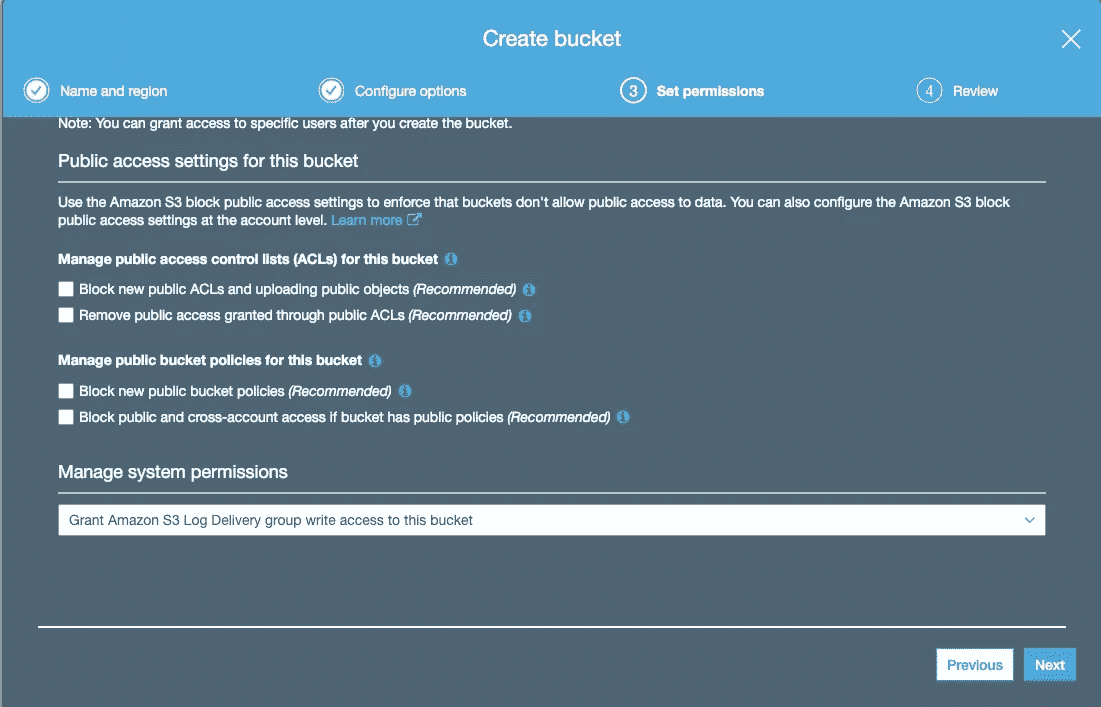 Create bucket
Name and region
Configure options
3 Set permissions
4 Review
Note: You can grant access to specific users after you create the bucket.
Public access settings for this bucket
Use the Amazon S3 block public access settings to enforce that buckets don't allow public access to data. You can also configure the Amazon S3 block
public access settings at the account level. Learn more
Manage public access control lists (ACLs) for this bucket
Block new public ACLs and uploading public objects (Recommended)
Remove public access granted through public ACLs (Recommended)
Manage public bucket policies for this bucket
Block new public bucket policies (Recommended)
Block public and cross-account access if bucket has public policies (Recommended)
Manage system permissions
Grant Amazon S3 Log Delivery group write access to this bucket
Previous
Next